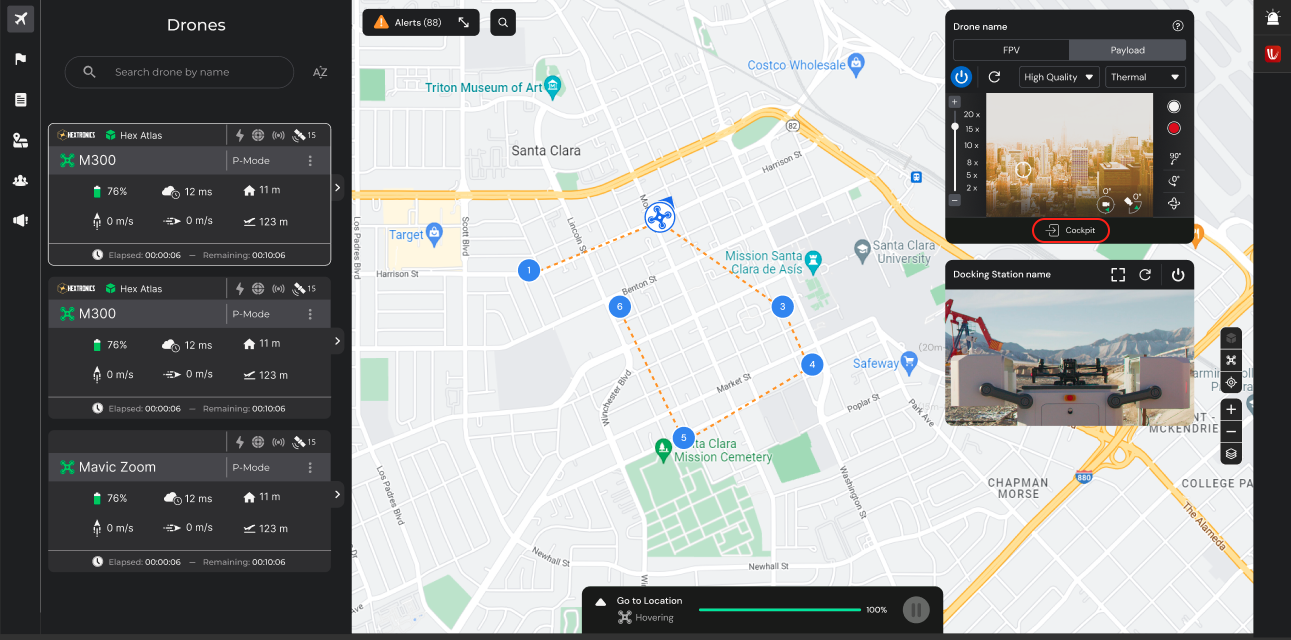 Drones
Search drone by name
AZ
HEXTRONICS Hex Atlas 15
M300 P-Mode
76% 12 ms 11 m
0 m/s 0 m/s 123 m
Elapsed: 00:00:06 — Remaining: 00:10:06
HEXTRONICS Hex Atlas 15
M300 P-Mode
76% 12 ms 11 m
0 m/s 0 m/s 123 m
Elapsed: 00:00:06 — Remaining: 00:10:06
15
Mavic Zoom P-Mode
76% 12 ms 11 m
0 m/s 0 m/s 123 m
Elapsed: 00:00:06 — Remaining: 00:10:06
Alerts (88)
Costco Wholesale
Triton Museum of Art
82
Santa Clara
Harrison St
Lincoln St
Los Padres Blvd
Scott Blvd
Target
Harrison St
Mission Santa
Clara de Asís
Santa Clara
University
Benton St
1
6
3
4
5
(20m
Safeway
Market St
Winchester Blvd
Poplar St
Park Ave
Santa Clara
Mission Cemetery
Los Padres Blvd
Washington St
CHAPMAN
MORSE
880
MCKENDRIE
COLLEGE PA
The Alameda
Newhall St
Newhall St
Drone name
FPV Payload
High Quality Thermal
+
20 x
15 x
10 x
8 x
5 x
2 x
−
90°
0° 0°
Cockpit
Docking Station name
+
−
Go to Location
Hovering
100%